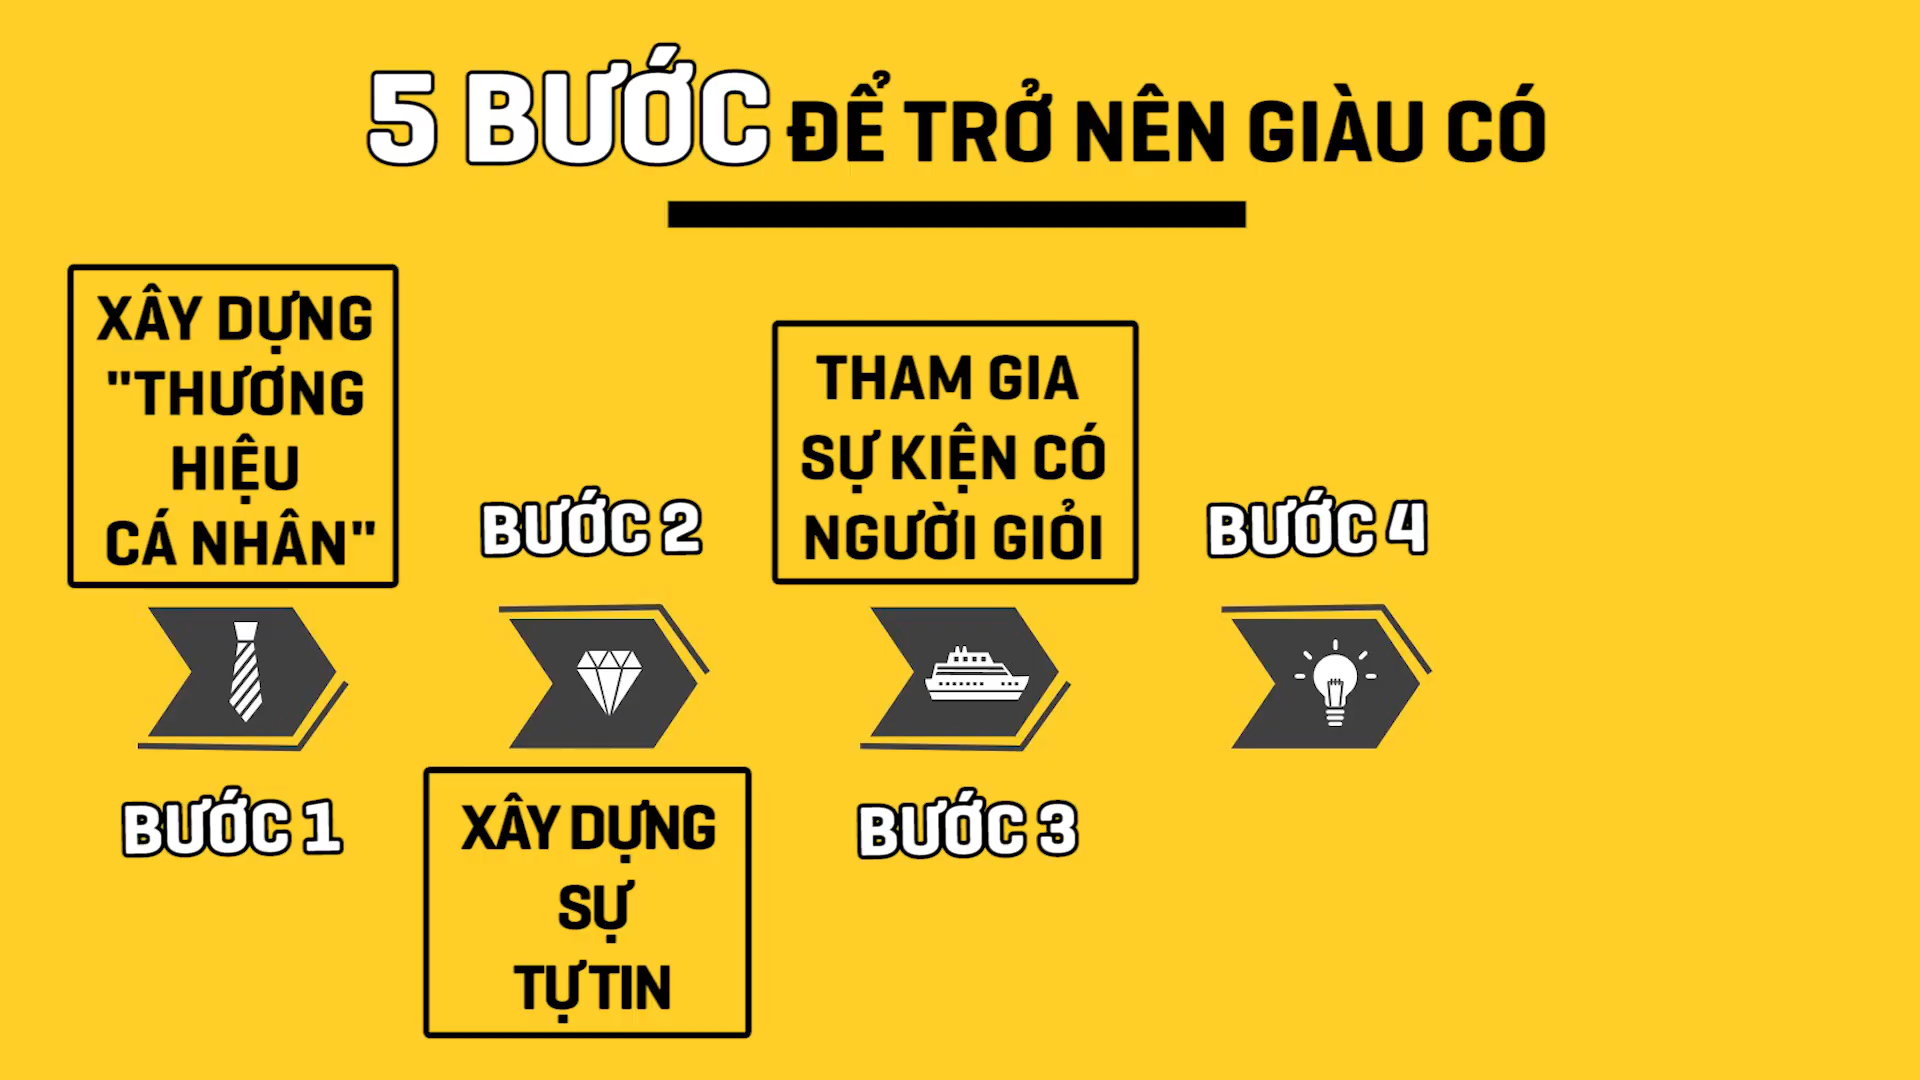 5 BƯỚC ĐỂ TRỞ NÊN GIÀU CÓ
XÂY DỰNG
"THƯƠNG
HIỆU
CÁ NHÂN"
BƯỚC 1
BƯỚC 2
XÂY DỰNG
SỰ
TỰ TIN
THAM GIA
SỰ KIỆN CÓ
NGƯỜI GIỎI
BƯỚC 3
BƯỚC 4